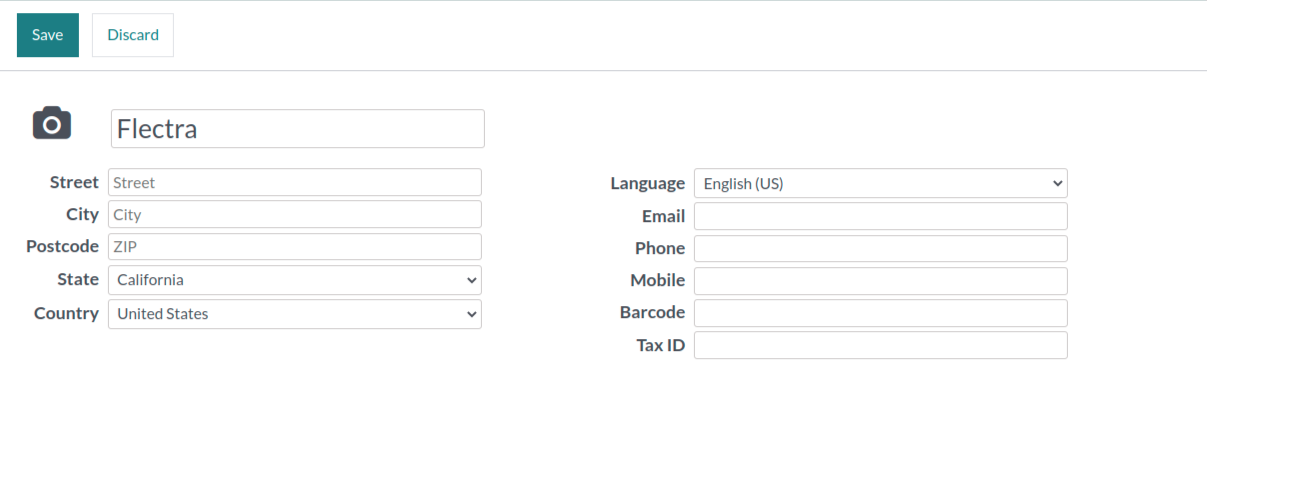 Save Discard
Flectra
Street Street
City City
Postcode ZIP
State California
Country United States
Language English (US)
Email
Phone
Mobile
Barcode
Tax ID